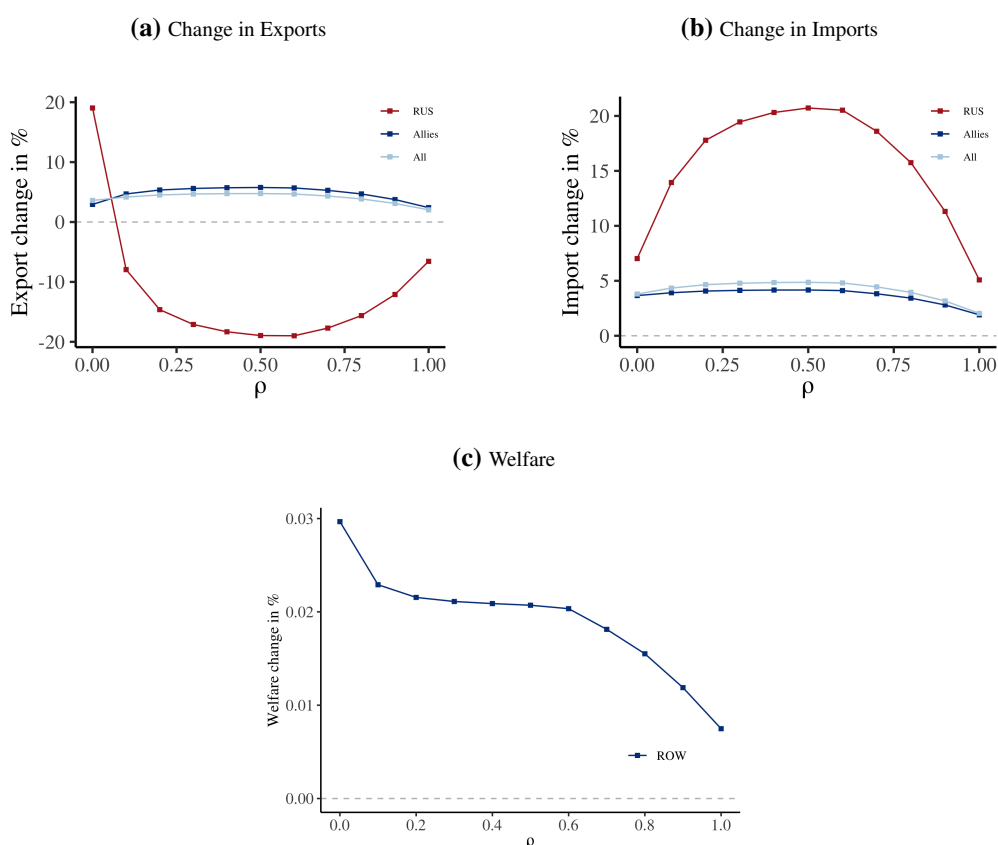 (a) Change in Exports
Export change in %
20
10
0
-10
-20
0.00 0.25 0.50 0.75 1.00
ρ
RUS
Allies
All
(b) Change in Imports
Import change in %
20
15
10
5
0
0.00 0.25 0.50 0.75 1.00
ρ
RUS
Allies
All
(c) Welfare
Welfare change in %
0.03
0.02
0.01
0.00
0.0 0.2 0.4 0.6 0.8 1.0
ρ
ROW